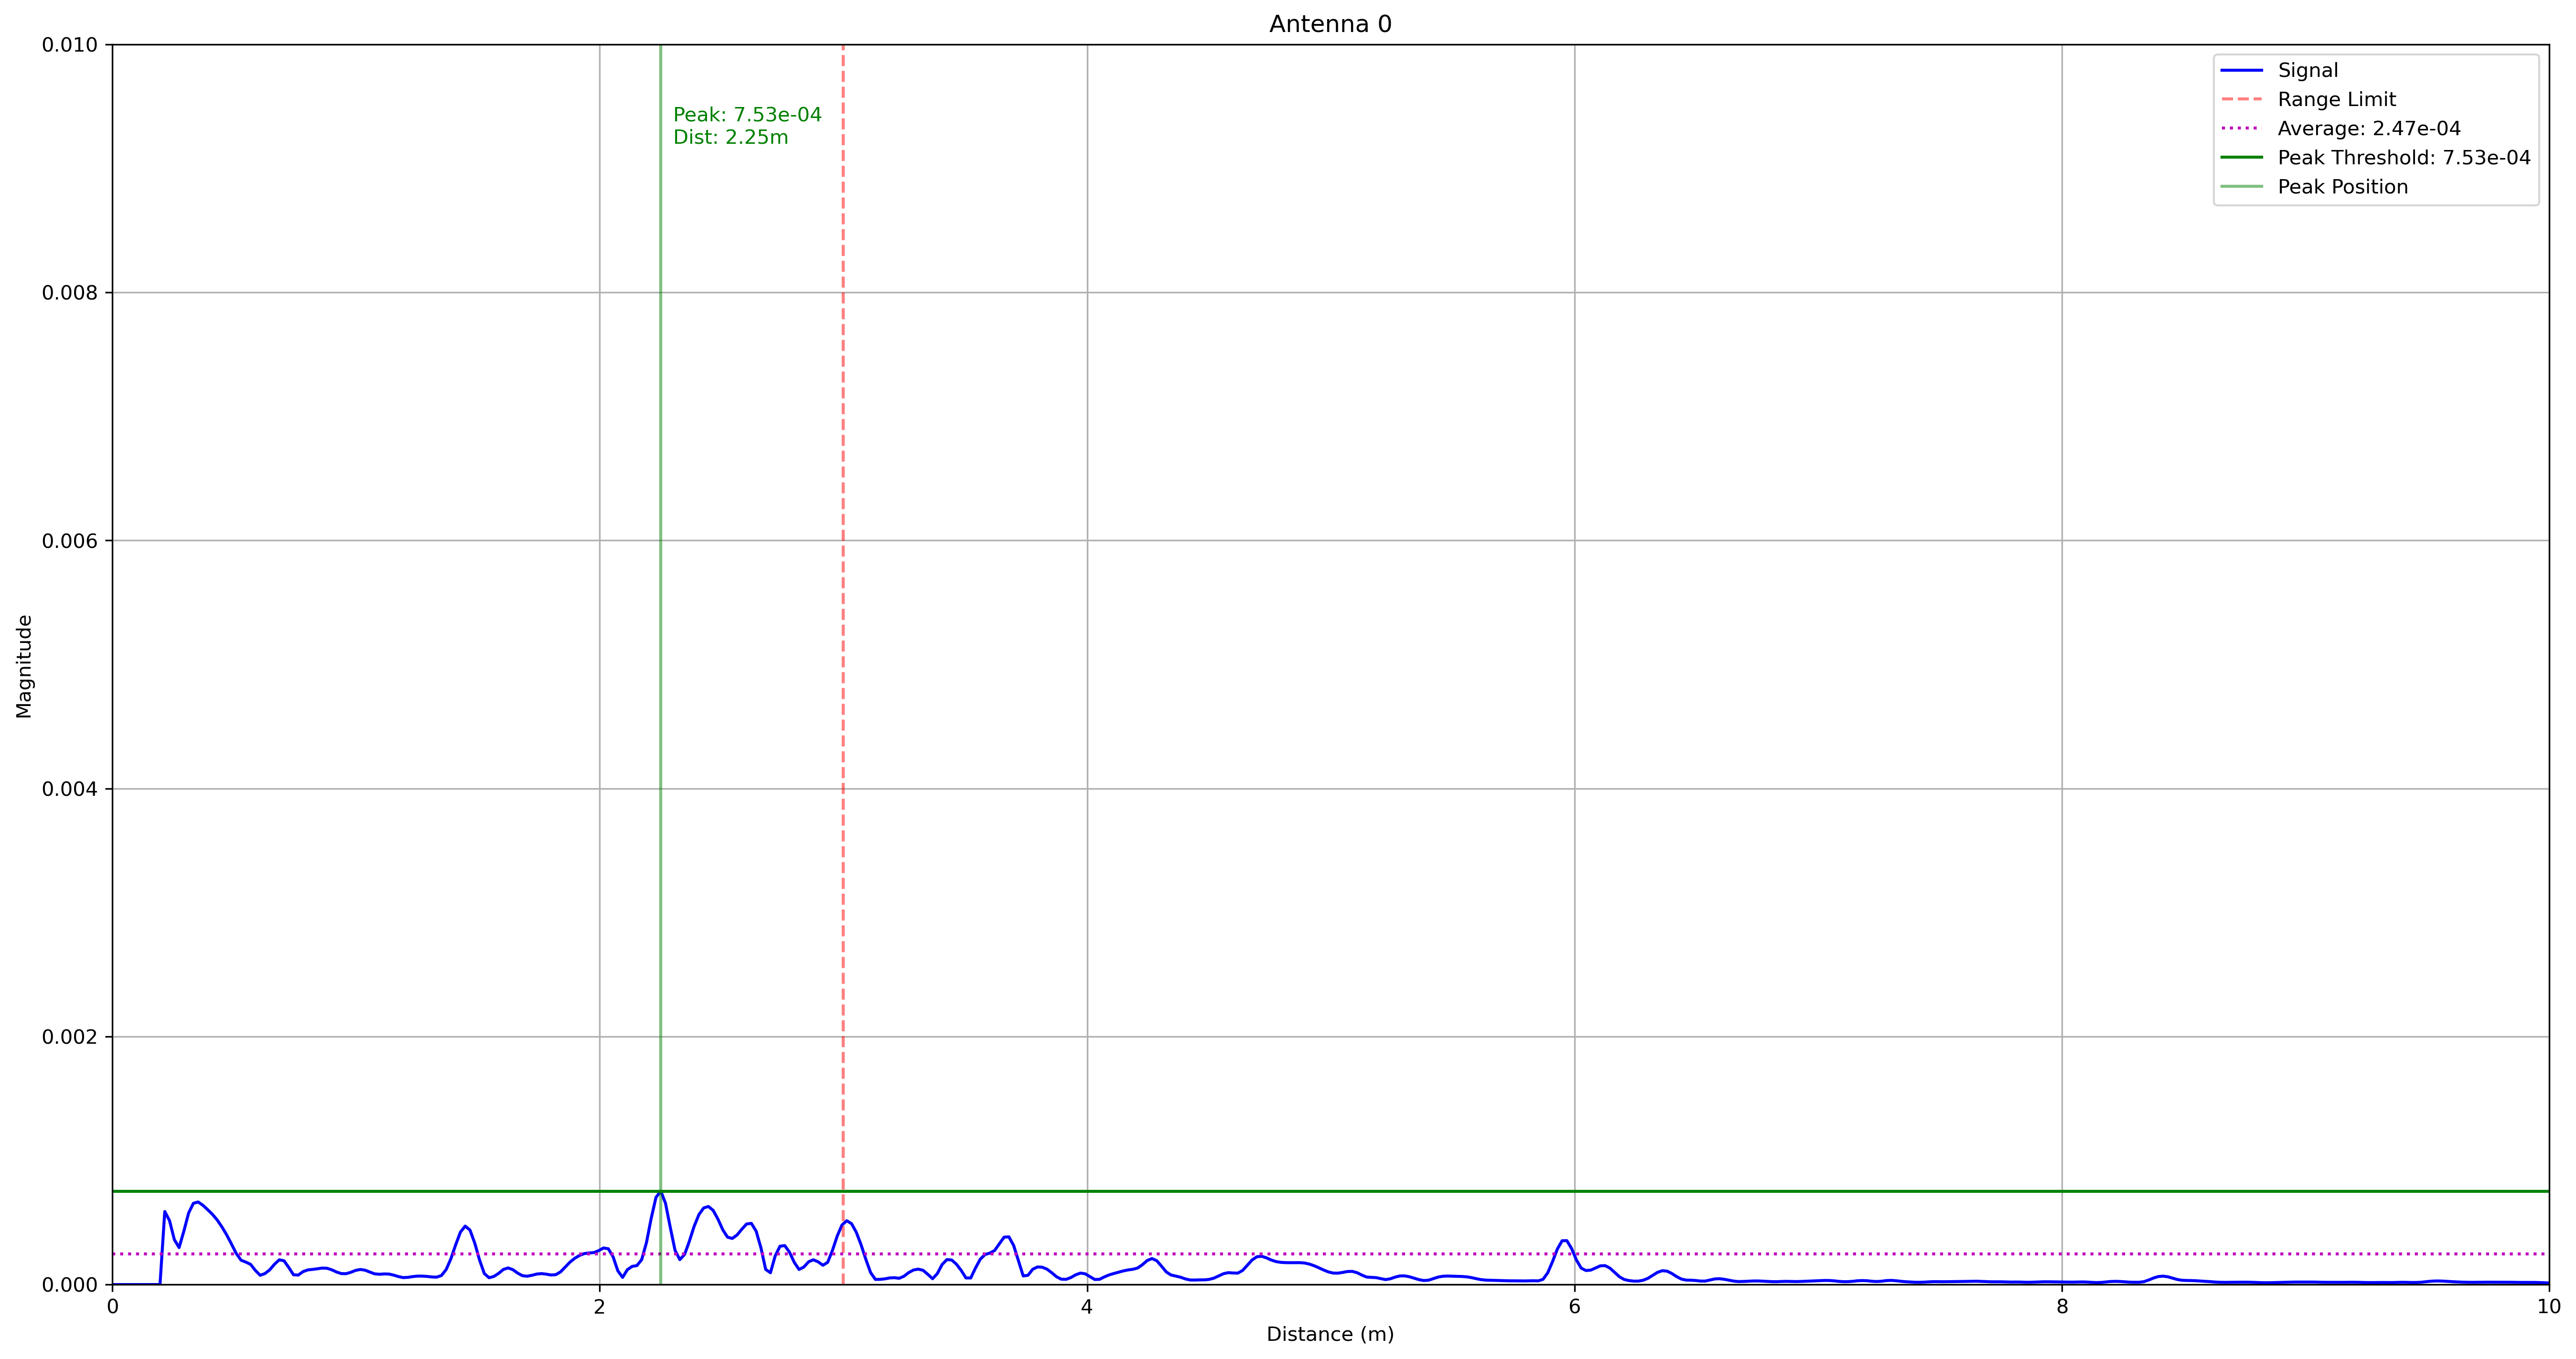 Antenna 0
0.010
0.008
0.006
0.004
0.002
0.000
Magnitude
Peak: 7.53e-04
Dist: 2.25m
Signal
Range Limit
Average: 2.47e-04
Peak Threshold: 7.53e-04
Peak Position
0 2 4 6 8 10
Distance (m)